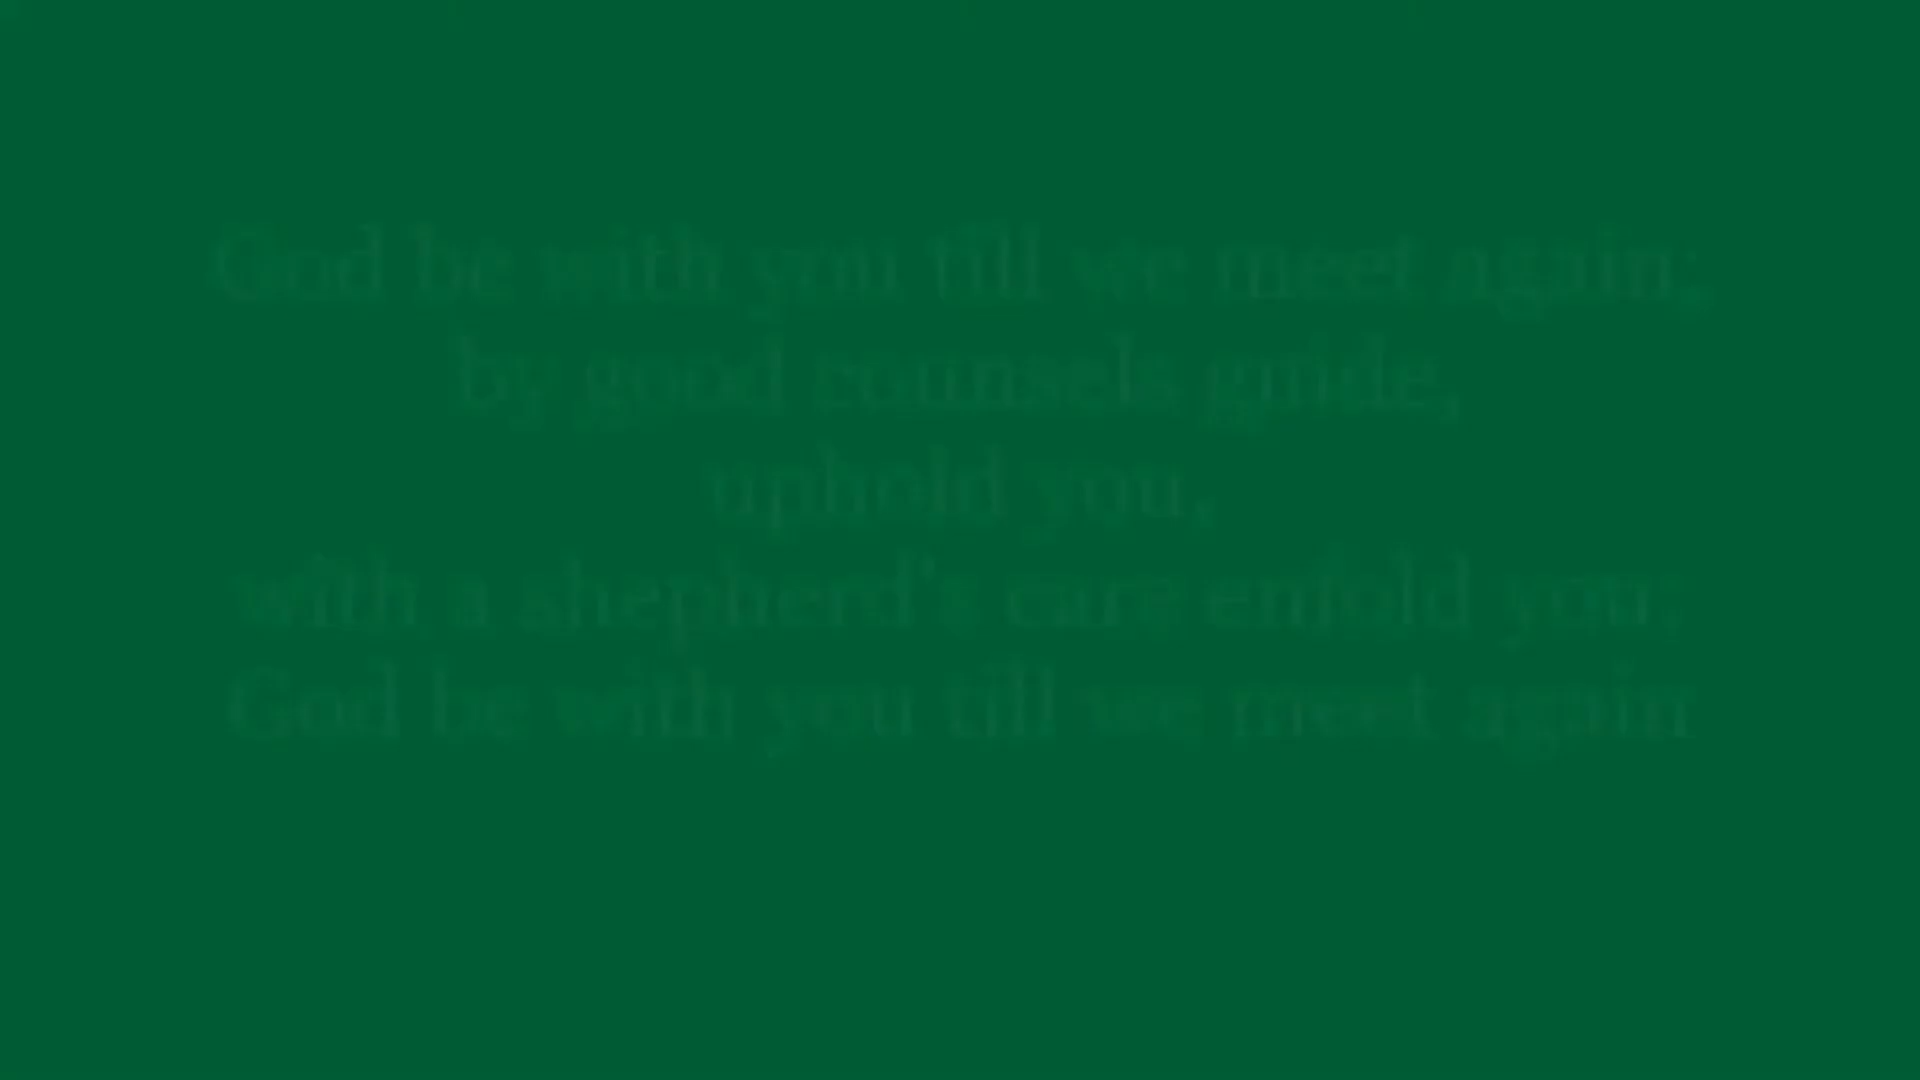 God be with you till we meet again;
by good counsels guide,
uphold you,
with a shepherd's care enfold you;
God be with you till we meet again